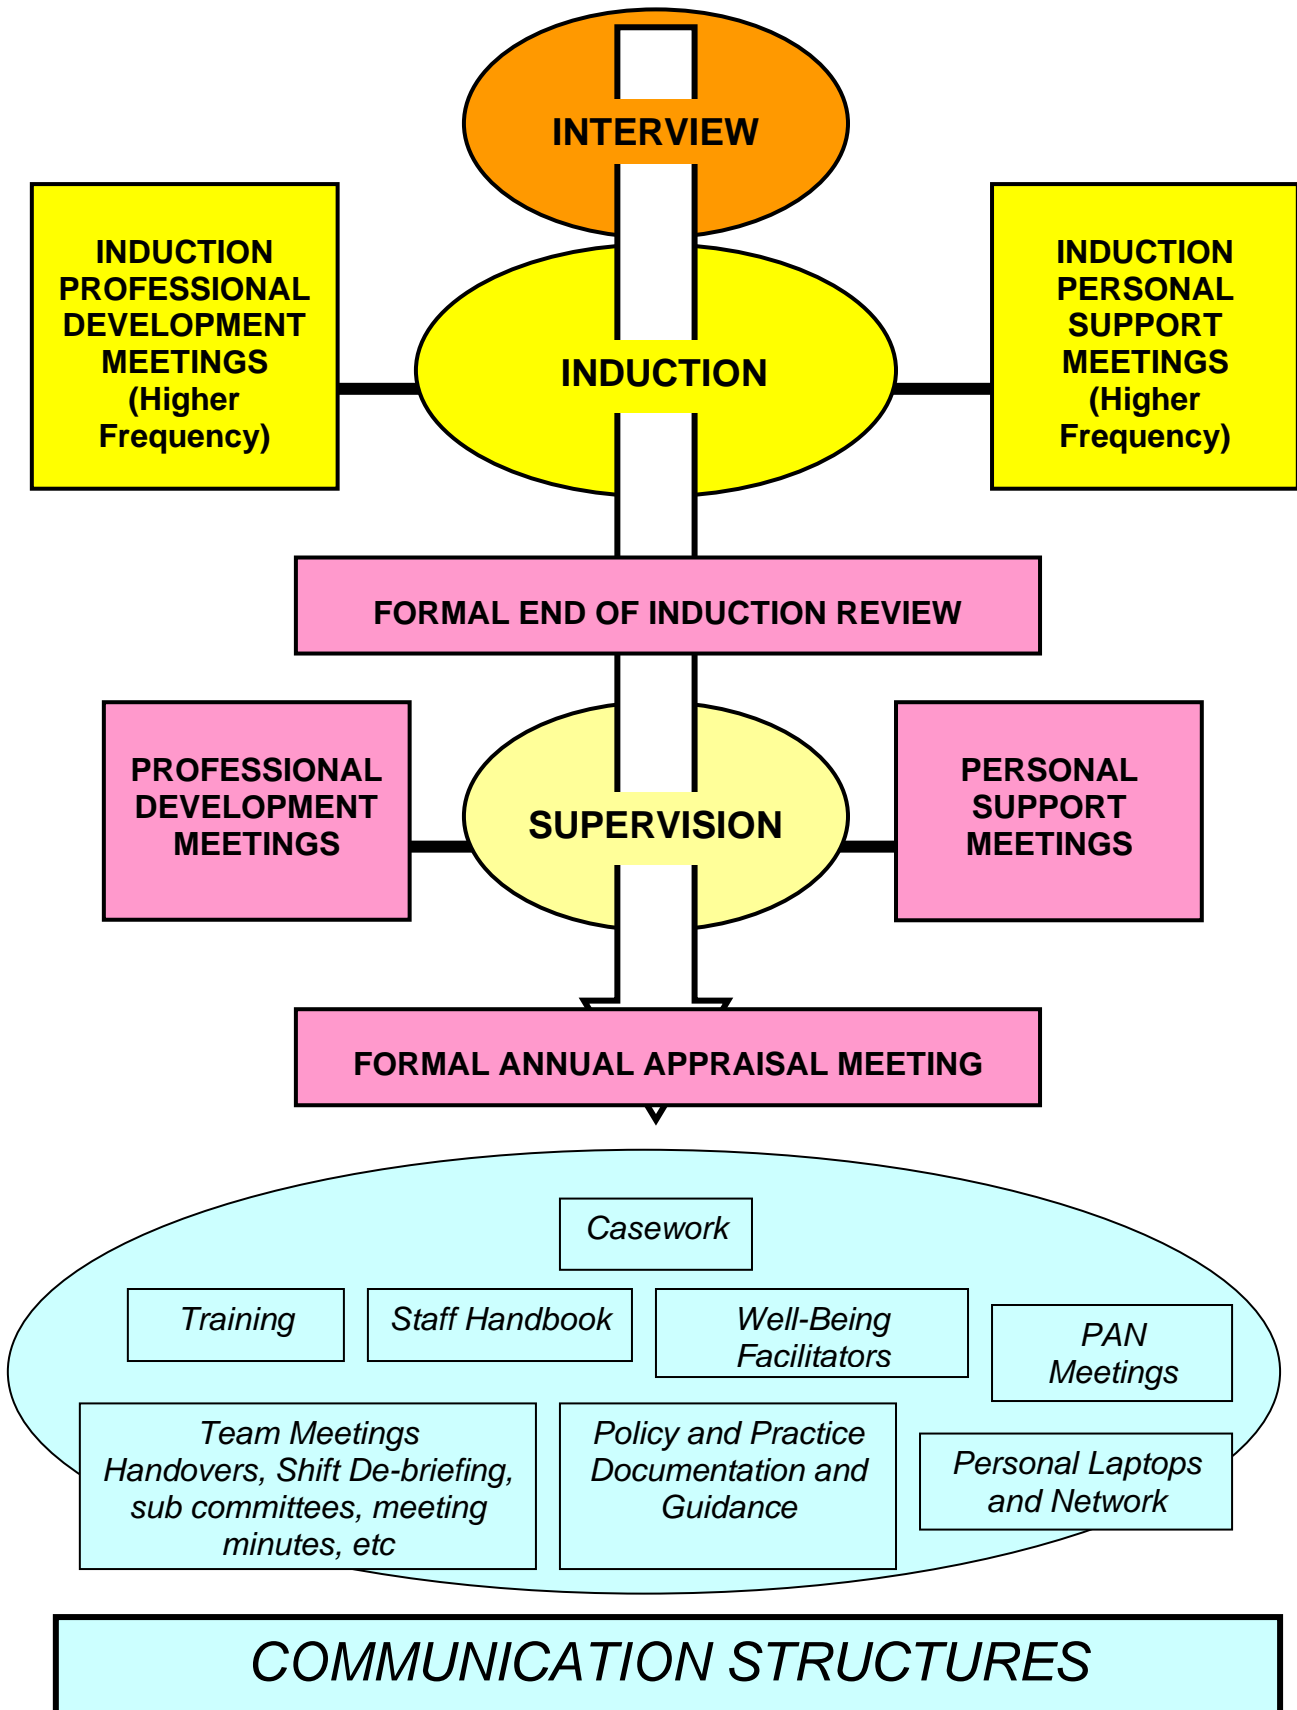 INTERVIEW
INDUCTION
PROFESSIONAL
DEVELOPMENT
MEETINGS
(Higher
Frequency)
INDUCTION
INDUCTION
PERSONAL
SUPPORT
MEETINGS
(Higher
Frequency)
FORMAL END OF INDUCTION REVIEW
PROFESSIONAL
DEVELOPMENT
MEETINGS
SUPERVISION
PERSONAL
SUPPORT
MEETINGS
FORMAL ANNUAL APPRAISAL MEETING
Casework
Training
Staff Handbook
Well-Being
Facilitators
PAN
Meetings
Team Meetings
Handovers, Shift De-briefing,
sub committees, meeting
minutes, etc
Policy and Practice
Documentation and
Guidance
Personal Laptops
and Network
COMMUNICATION STRUCTURES